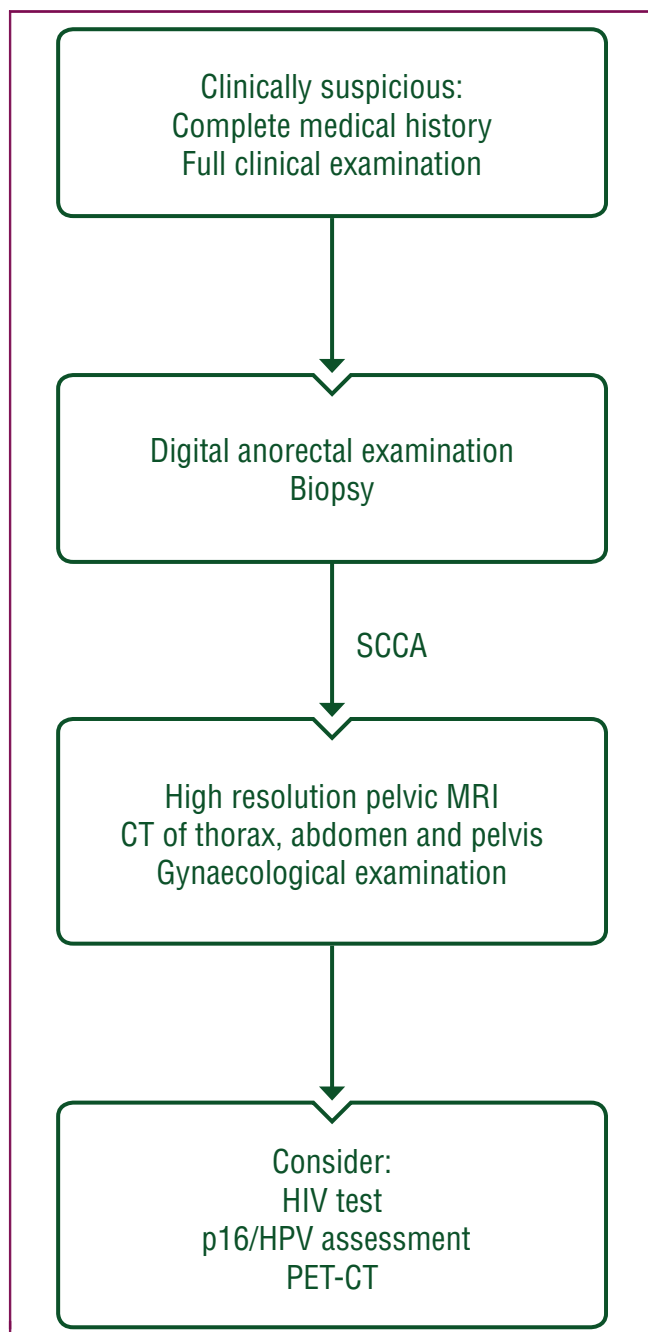 Clinically suspicious:
Complete medical history
Full clinical examination
Digital anorectal examination
Biopsy
SCCA
High resolution pelvic MRI
CT of thorax, abdomen and pelvis
Gynaecological examination
Consider:
HIV test
p16/HPV assessment
PET-CT